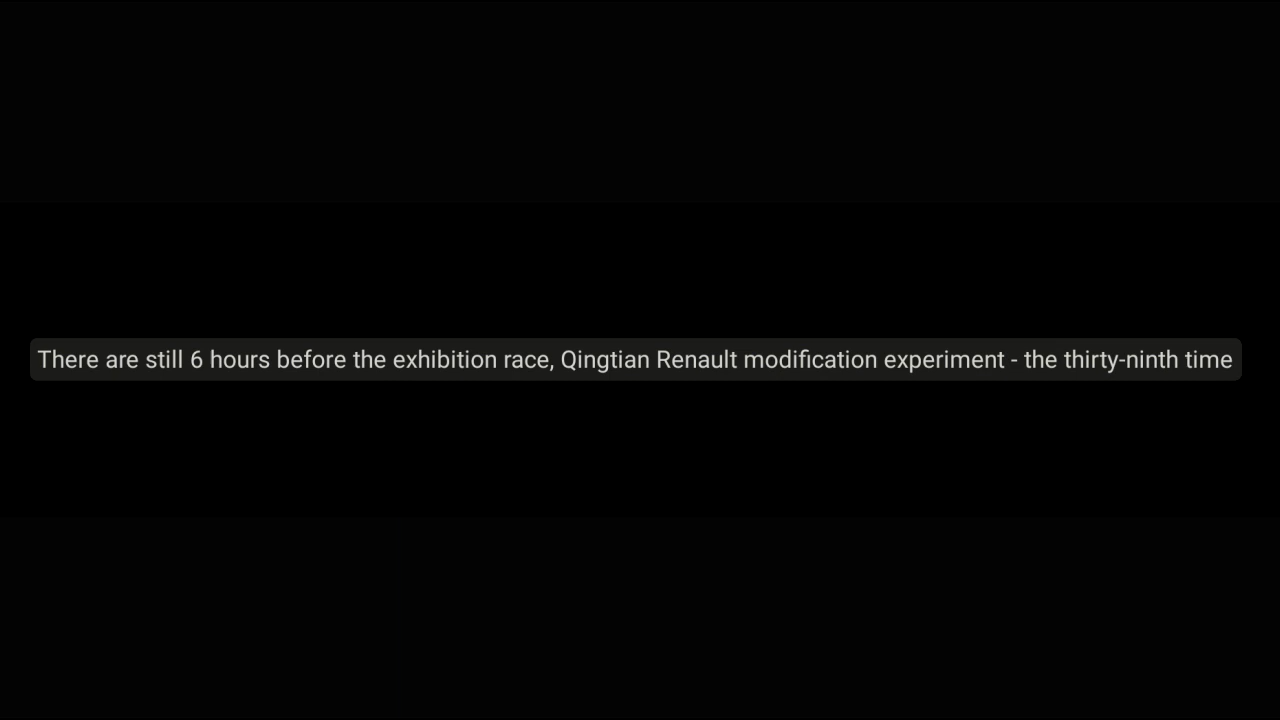 There are still 6 hours before the exhibition race, Qingtian Renault modification experiment - the thirty-ninth time